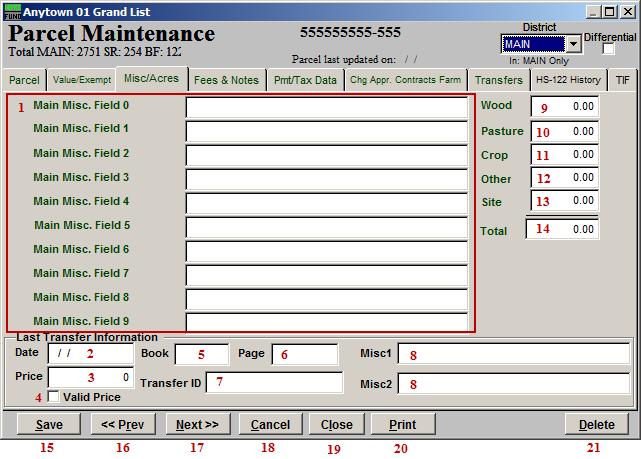 Anytown 01 Grand List
Parcel Maintenance
555555555-555
District
MAIN
Differential
Total MAIN: 2751 SR: 254 BF: 122
Parcel last updated on: / /
In: MAIN Only
Parcel Value/Exempt Misc/Acres Fees & Notes Pmt/Tax Data Chg Appr. Contracts Farm Transfers HS-122 History TIF
1 Main Misc. Field 0
Main Misc. Field 1
Main Misc. Field 2
Main Misc. Field 3
Main Misc. Field 4
Main Misc. Field 5
Main Misc. Field 6
Main Misc. Field 7
Main Misc. Field 8
Main Misc. Field 9
Wood 9 0.00
Pasture 10 0.00
Crop 11 0.00
Other 12 0.00
Site 13 0.00
Total 14 0.00
Last Transfer Information
Date / / 2 Book 5 Page 6 Misc1 8
Price 3 0 Transfer ID 7 Misc2 8
4 Valid Price
Save << Prev Next >> Cancel Close Print Delete
15 16 17 18 19 20 21